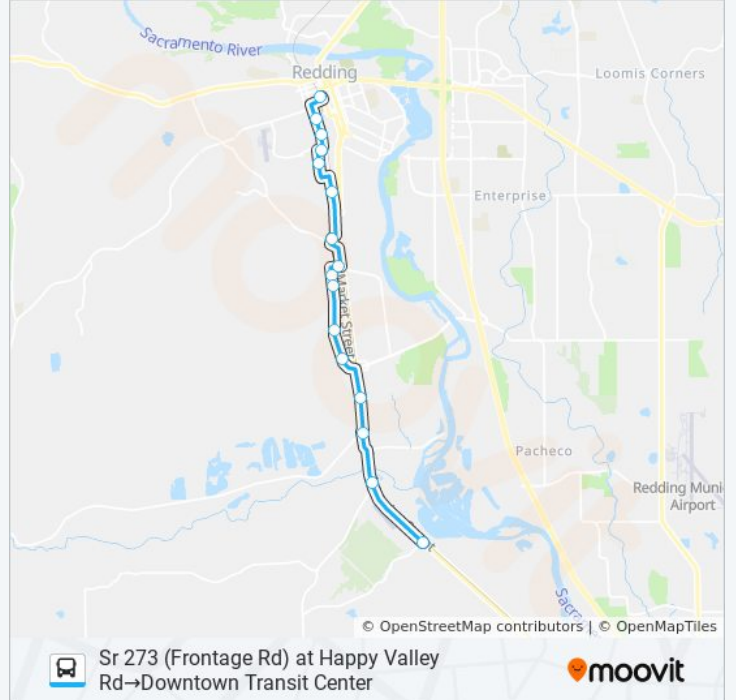 Sacramento River
Redding
Loomis Corners
Enterprise
Market Street
Pacheco
Redding Muni
Airport
Sacra
© OpenStreetMap contributors | © OpenMapTiles
Sr 273 (Frontage Rd) at Happy Valley
Rd→Downtown Transit Center
moovit